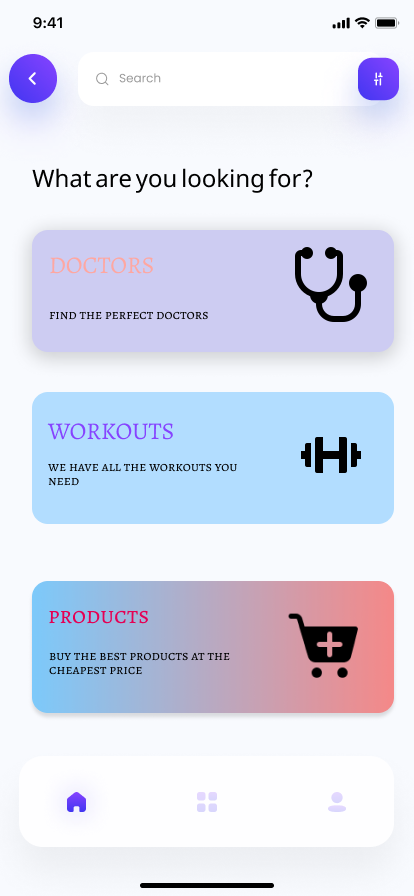 9:41
Search
What are you looking for?
DOCTORS
FIND THE PERFECT DOCTORS
WORKOUTS
WE HAVE ALL THE WORKOUTS YOU
NEED
PRODUCTS
BUY THE BEST PRODUCTS AT THE
CHEAPEST PRICE